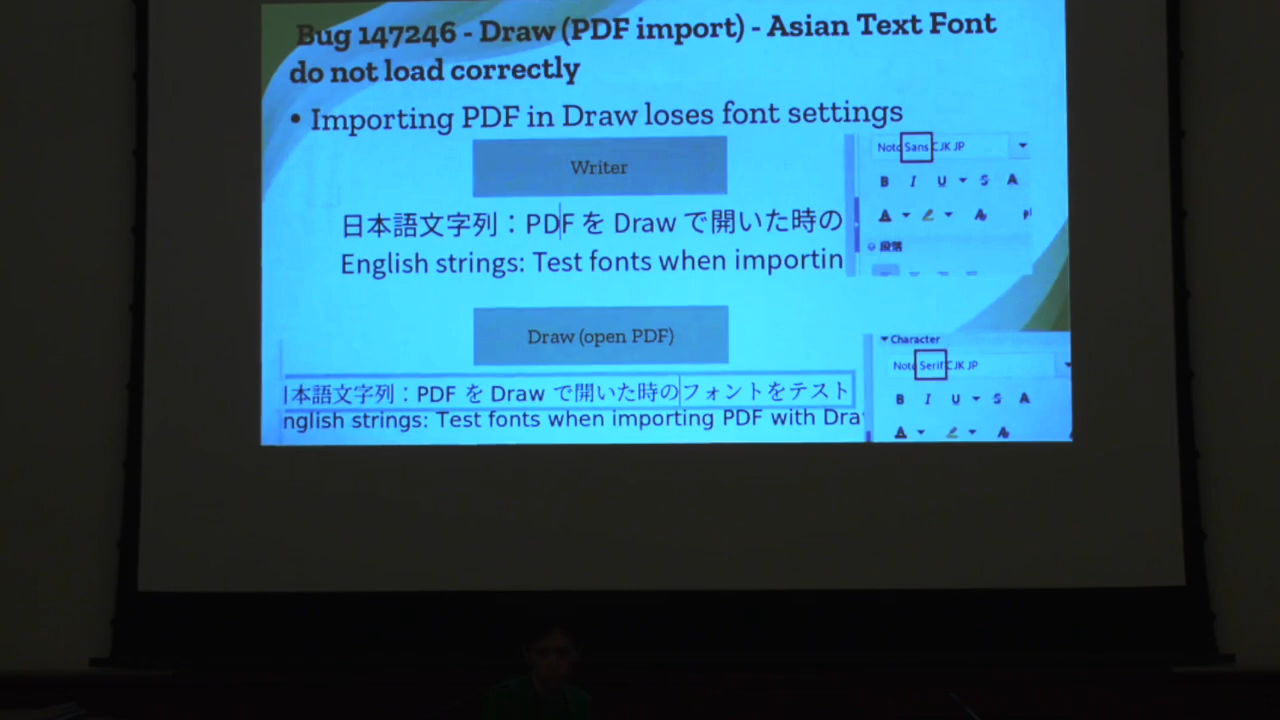 Bug 147246 - Draw (PDF import) - Asian Text Font
do not load correctly
• Importing PDF in Draw loses font settings
Writer
Noto Sans CJK JP
B I U S A
日本語文字列：PDF を Draw で開いた時の
English strings: Test fonts when importin
段落
Draw (open PDF)
Character
Noto Serif CJK JP
B I U S A
本語文字列：PDF を Draw で開いた時のフォントをテスト
nglish strings: Test fonts when importing PDF with Dra